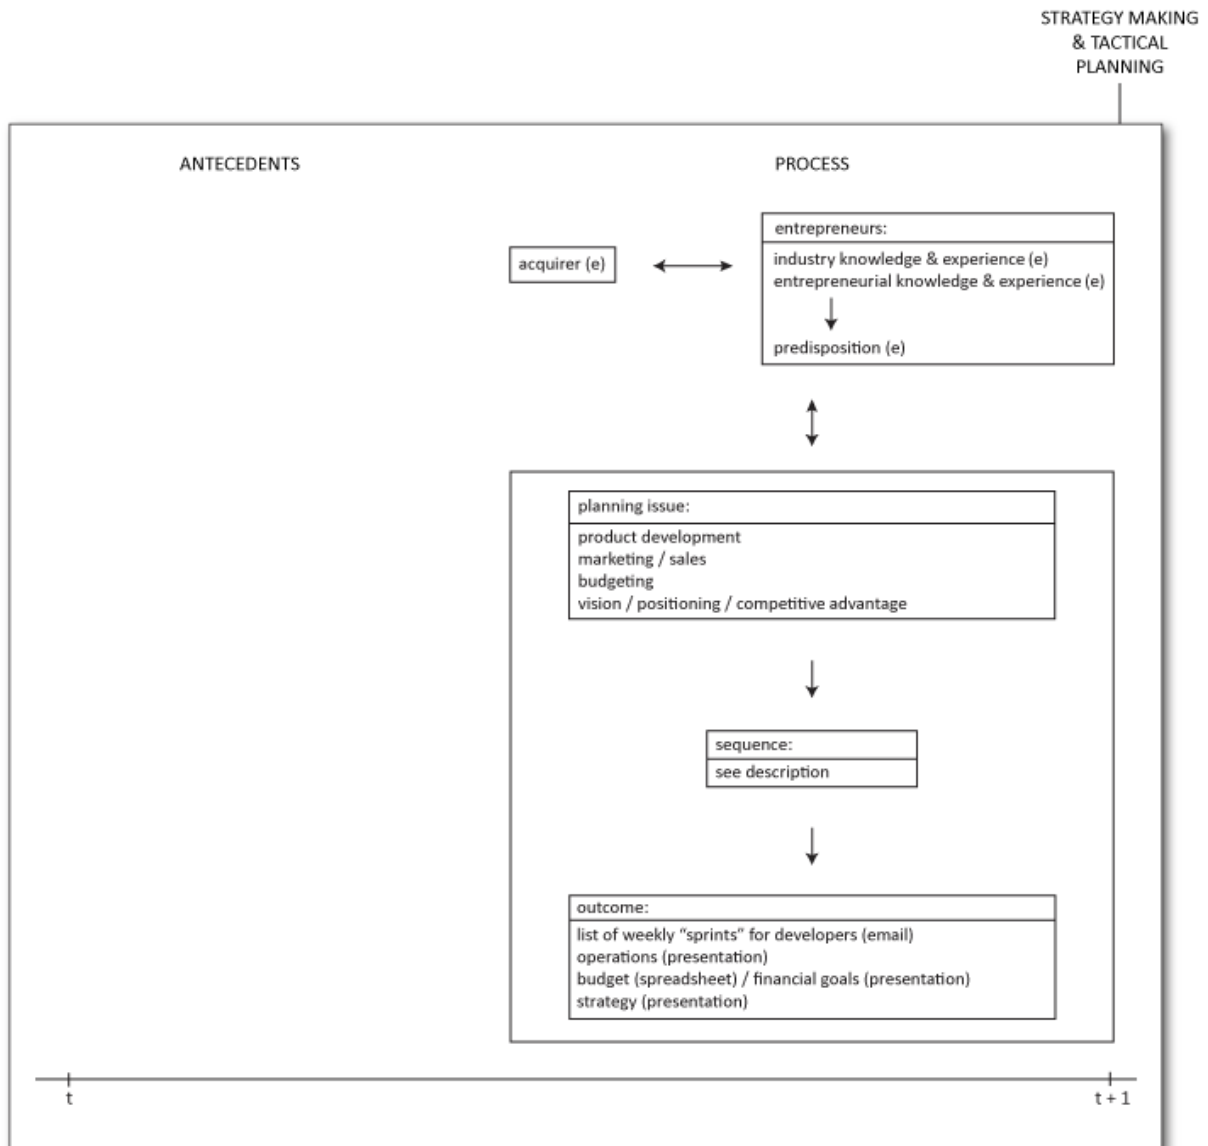 STRATEGY MAKING
& TACTICAL
PLANNING
ANTECEDENTS
PROCESS
acquirer (e)
entrepreneurs:
industry knowledge & experience (e)
entrepreneurial knowledge & experience (e)
predisposition (e)
planning issue:
product development
marketing / sales
budgeting
vision / positioning / competitive advantage
sequence:
see description
outcome:
list of weekly “sprints” for developers (email)
operations (presentation)
budget (spreadsheet) / financial goals (presentation)
strategy (presentation)
t
t + 1